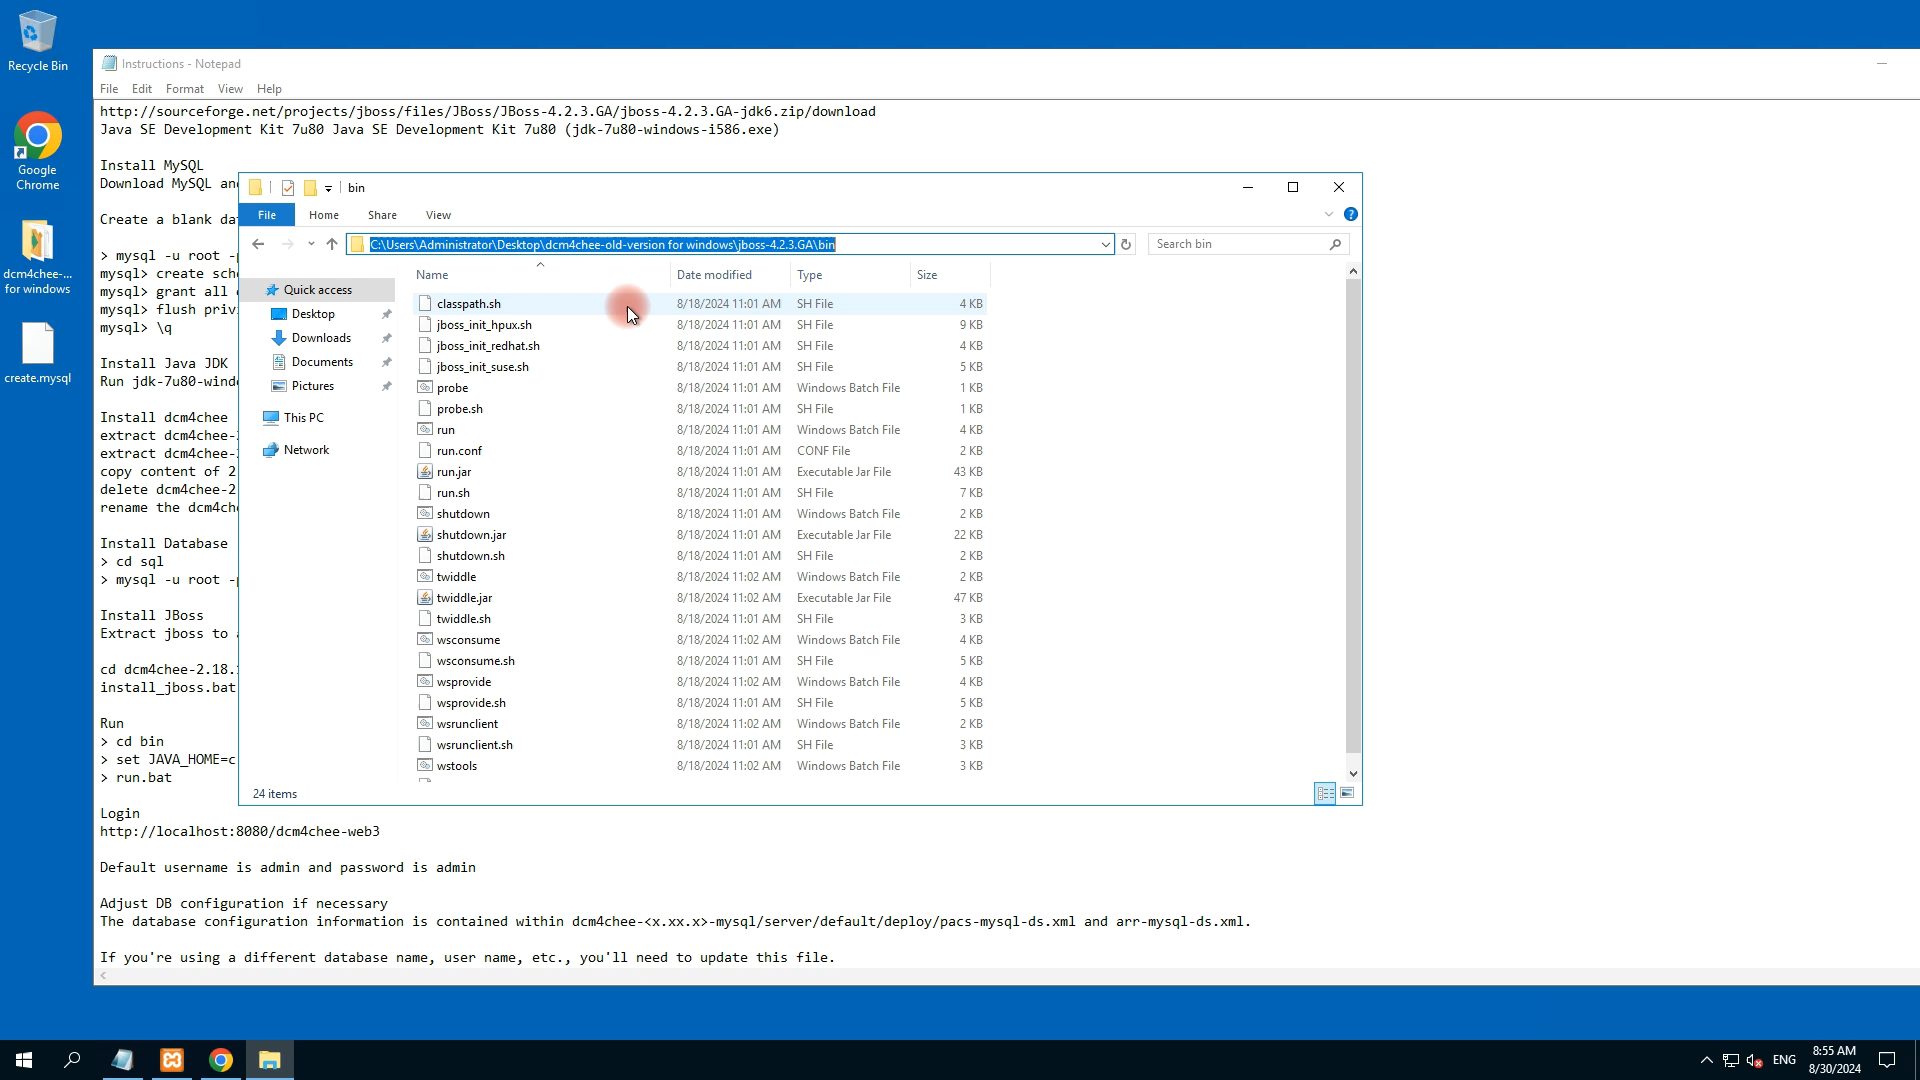 Recycle Bin
Google
Chrome
dcm4chee-...
for windows
create.mysql
Instructions - Notepad
File Edit Format View Help
http://sourceforge.net/projects/jboss/files/JBoss/JBoss-4.2.3.GA/jboss-4.2.3.GA-jdk6.zip/download
Java SE Development Kit 7u80 Java SE Development Kit 7u80 (jdk-7u80-windows-i586.exe)
Install MySQL
Download MySQL
Create a blank
> mysql -u root
mysql> create
mysql> grant all
mysql> flush
mysql> \q
Install Java JDK
Run
Install dcm4chee
extract
extract
copy content of
delete
rename the
Install Database
> cd sql
> mysql -u root
Install JBoss
Extract jboss to
cd
install_jboss.bat
Run
> cd bin
> set JAVA_HOME=c
> run.bat
Login
http://localhost:8080/dcm4chee-web3
Default username is admin and password is admin
Adjust DB configuration if necessary
The database configuration information is contained within dcm4chee-<x.xx.x>-mysql/server/default/deploy/pacs-mysql-ds.xml and arr-mysql-ds.xml.
If you're using a different database name, user name, etc., you'll need to update this file.
bin
File Home Share View
C:\Users\Administrator\Desktop\dcm4chee-old-version for windows\jboss-4.2.3.GA\bin
Search bin
Quick access
Desktop
Downloads
Documents
Pictures
This PC
Network
Name Date modified Type Size
classpath.sh 8/18/2024 11:01 AM SH File 4 KB
jboss_init_hpux.sh 8/18/2024 11:01 AM SH File 9 KB
jboss_init_redhat.sh 8/18/2024 11:01 AM SH File 4 KB
jboss_init_suse.sh 8/18/2024 11:01 AM SH File 5 KB
probe 8/18/2024 11:01 AM Windows Batch File 1 KB
probe.sh 8/18/2024 11:01 AM SH File 1 KB
run 8/18/2024 11:01 AM Windows Batch File 4 KB
run.conf 8/18/2024 11:01 AM CONF File 2 KB
run.jar 8/18/2024 11:01 AM Executable Jar File 43 KB
run.sh 8/18/2024 11:01 AM SH File 7 KB
shutdown 8/18/2024 11:01 AM Windows Batch File 2 KB
shutdown.jar 8/18/2024 11:01 AM Executable Jar File 22 KB
shutdown.sh 8/18/2024 11:01 AM SH File 2 KB
twiddle 8/18/2024 11:02 AM Windows Batch File 2 KB
twiddle.jar 8/18/2024 11:02 AM Executable Jar File 47 KB
twiddle.sh 8/18/2024 11:01 AM SH File 3 KB
wsconsume 8/18/2024 11:02 AM Windows Batch File 4 KB
wsconsume.sh 8/18/2024 11:01 AM SH File 5 KB
wsprovide 8/18/2024 11:02 AM Windows Batch File 4 KB
wsprovide.sh 8/18/2024 11:01 AM SH File 5 KB
wsrunclient 8/18/2024 11:02 AM Windows Batch File 2 KB
wsrunclient.sh 8/18/2024 11:01 AM SH File 3 KB
wstools 8/18/2024 11:02 AM Windows Batch File 3 KB
24 items
ENG
8:55 AM
8/30/2024